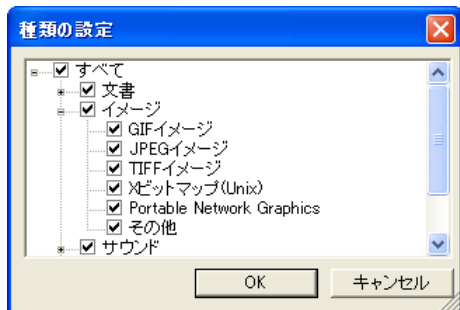 種類の設定
すべて
文書
イメージ
GIFイメージ
JPEGイメージ
TIFFイメージ
Xビットマップ(Unix)
Portable Network Graphics
その他
サウンド
OK
キャンセル